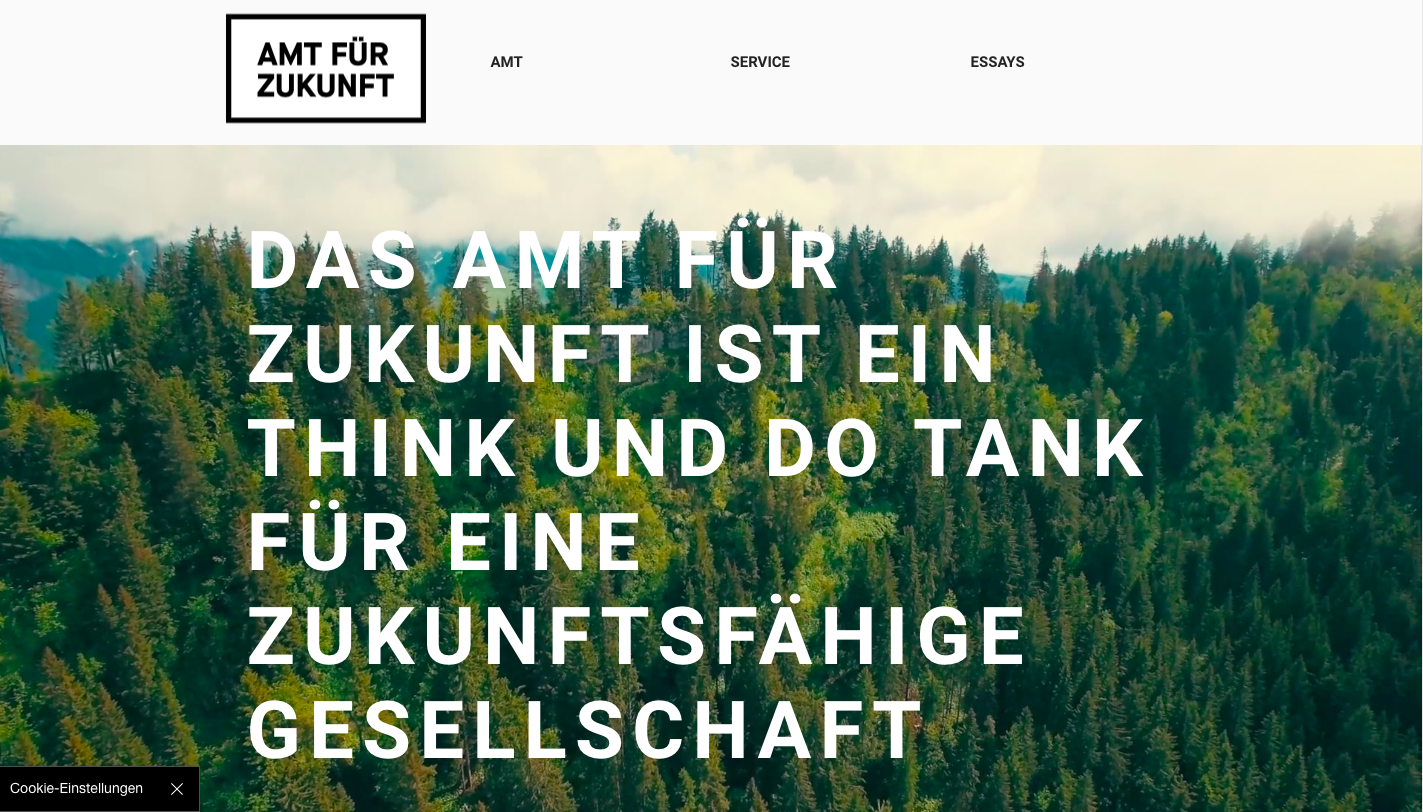 AMT FÜR
ZUKUNFT
AMT
SERVICE
ESSAYS
DAS AMT FÜR
ZUKUNFT IST EIN
THINK UND DO TANK
FÜR EINE
ZUKUNFTSFÄHIGE
GESELLSCHAFT
Cookie-Einstellungen